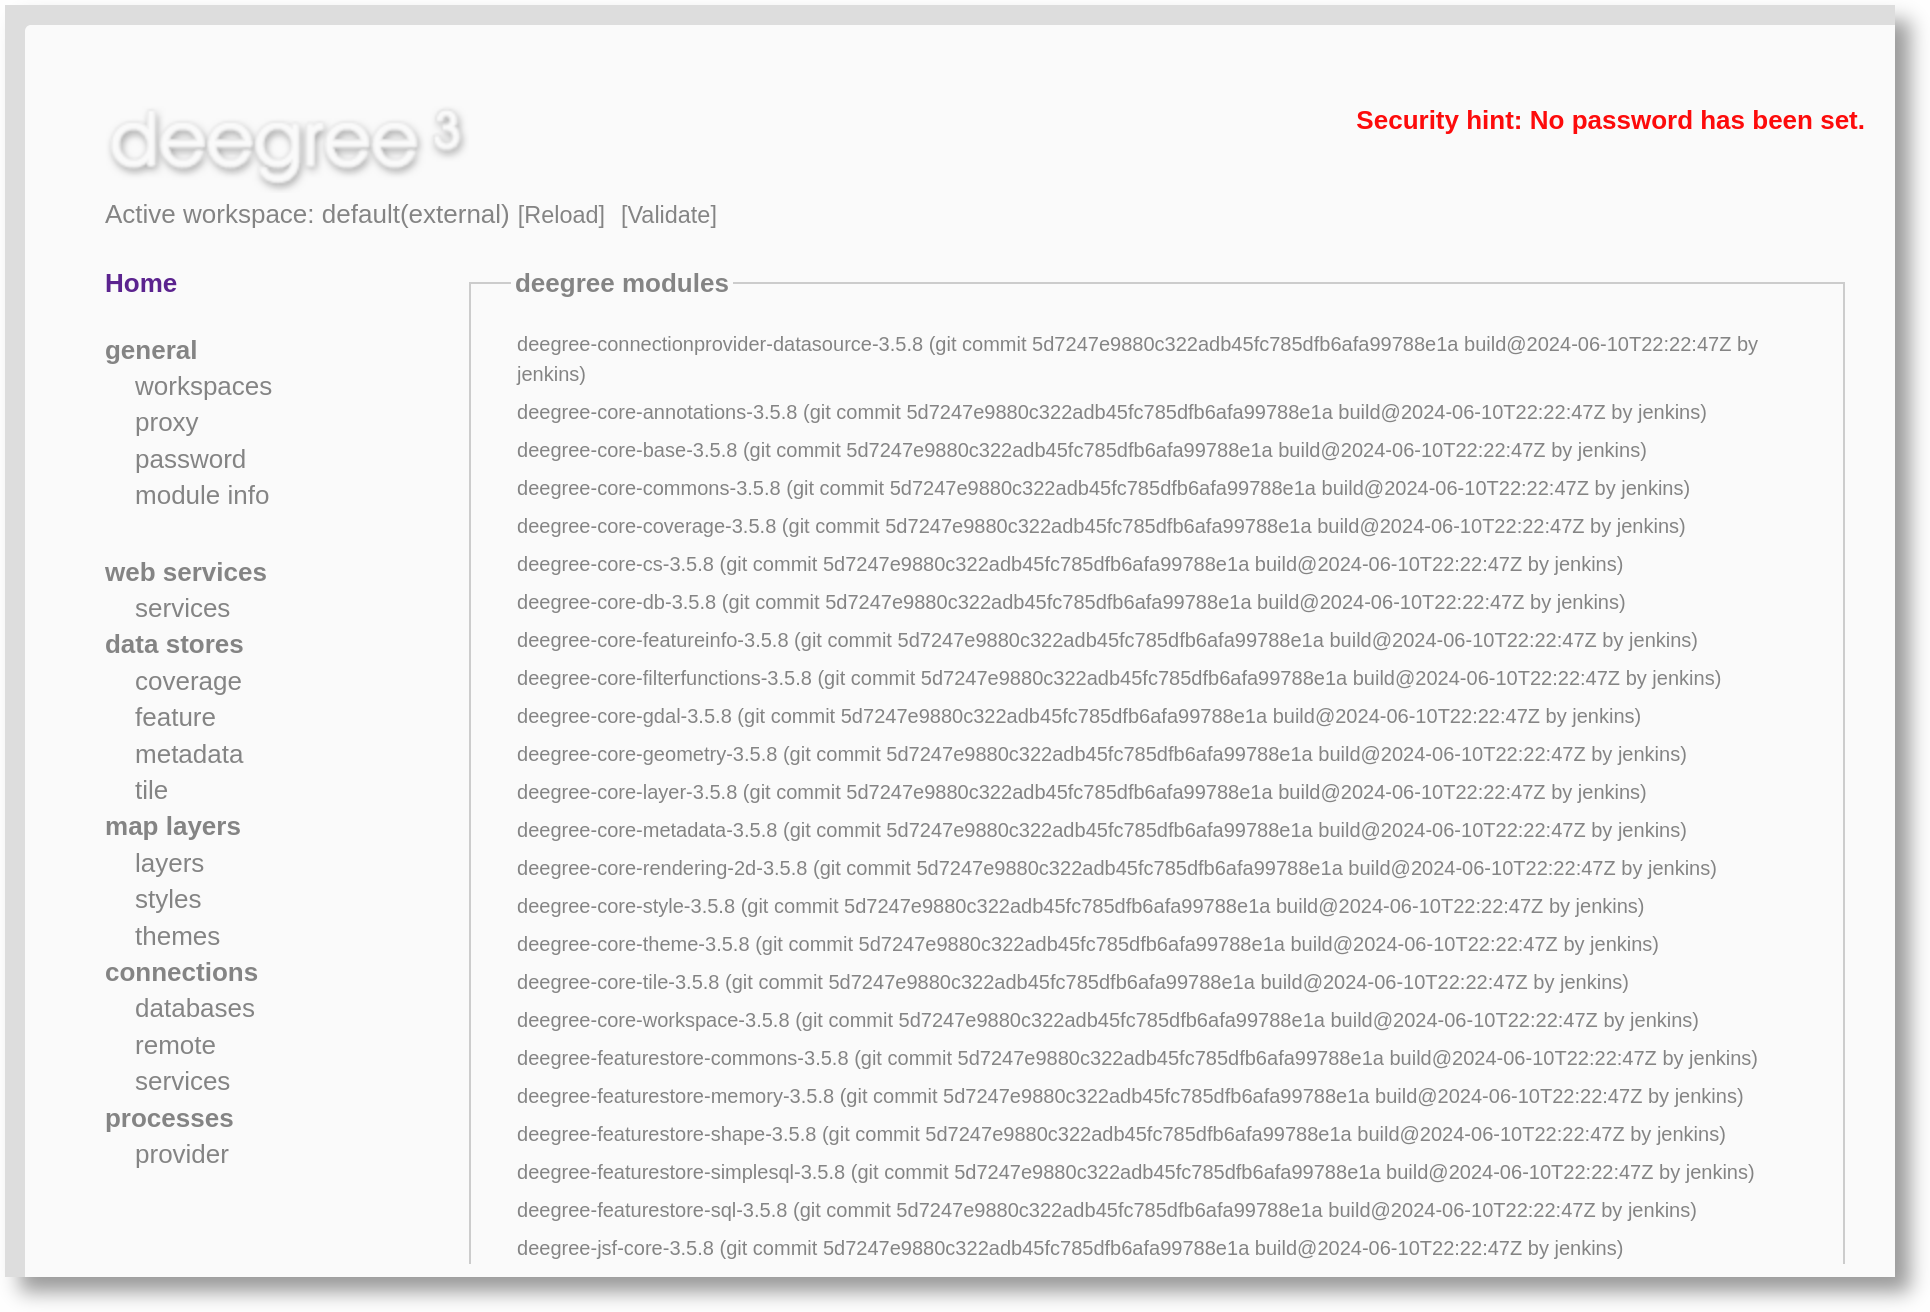 deegree 3
Security hint: No password has been set.
Active workspace: default(external) [Reload] [Validate]
Home
general
workspaces
proxy
password
module info
web services
services
data stores
coverage
feature
metadata
tile
map layers
layers
styles
themes
connections
databases
remote
services
processes
provider
deegree modules
deegree-connectionprovider-datasource-3.5.8 (git commit 5d7247e9880c322adb45fc785dfb6afa99788e1a build@2024-06-10T22:22:47Z by
jenkins)
deegree-core-annotations-3.5.8 (git commit 5d7247e9880c322adb45fc785dfb6afa99788e1a build@2024-06-10T22:22:47Z by jenkins)
deegree-core-base-3.5.8 (git commit 5d7247e9880c322adb45fc785dfb6afa99788e1a build@2024-06-10T22:22:47Z by jenkins)
deegree-core-commons-3.5.8 (git commit 5d7247e9880c322adb45fc785dfb6afa99788e1a build@2024-06-10T22:22:47Z by jenkins)
deegree-core-coverage-3.5.8 (git commit 5d7247e9880c322adb45fc785dfb6afa99788e1a build@2024-06-10T22:22:47Z by jenkins)
deegree-core-cs-3.5.8 (git commit 5d7247e9880c322adb45fc785dfb6afa99788e1a build@2024-06-10T22:22:47Z by jenkins)
deegree-core-db-3.5.8 (git commit 5d7247e9880c322adb45fc785dfb6afa99788e1a build@2024-06-10T22:22:47Z by jenkins)
deegree-core-featureinfo-3.5.8 (git commit 5d7247e9880c322adb45fc785dfb6afa99788e1a build@2024-06-10T22:22:47Z by jenkins)
deegree-core-filterfunctions-3.5.8 (git commit 5d7247e9880c322adb45fc785dfb6afa99788e1a build@2024-06-10T22:22:47Z by jenkins)
deegree-core-gdal-3.5.8 (git commit 5d7247e9880c322adb45fc785dfb6afa99788e1a build@2024-06-10T22:22:47Z by jenkins)
deegree-core-geometry-3.5.8 (git commit 5d7247e9880c322adb45fc785dfb6afa99788e1a build@2024-06-10T22:22:47Z by jenkins)
deegree-core-layer-3.5.8 (git commit 5d7247e9880c322adb45fc785dfb6afa99788e1a build@2024-06-10T22:22:47Z by jenkins)
deegree-core-metadata-3.5.8 (git commit 5d7247e9880c322adb45fc785dfb6afa99788e1a build@2024-06-10T22:22:47Z by jenkins)
deegree-core-rendering-2d-3.5.8 (git commit 5d7247e9880c322adb45fc785dfb6afa99788e1a build@2024-06-10T22:22:47Z by jenkins)
deegree-core-style-3.5.8 (git commit 5d7247e9880c322adb45fc785dfb6afa99788e1a build@2024-06-10T22:22:47Z by jenkins)
deegree-core-theme-3.5.8 (git commit 5d7247e9880c322adb45fc785dfb6afa99788e1a build@2024-06-10T22:22:47Z by jenkins)
deegree-core-tile-3.5.8 (git commit 5d7247e9880c322adb45fc785dfb6afa99788e1a build@2024-06-10T22:22:47Z by jenkins)
deegree-core-workspace-3.5.8 (git commit 5d7247e9880c322adb45fc785dfb6afa99788e1a build@2024-06-10T22:22:47Z by jenkins)
deegree-featurestore-commons-3.5.8 (git commit 5d7247e9880c322adb45fc785dfb6afa99788e1a build@2024-06-10T22:22:47Z by jenkins)
deegree-featurestore-memory-3.5.8 (git commit 5d7247e9880c322adb45fc785dfb6afa99788e1a build@2024-06-10T22:22:47Z by jenkins)
deegree-featurestore-shape-3.5.8 (git commit 5d7247e9880c322adb45fc785dfb6afa99788e1a build@2024-06-10T22:22:47Z by jenkins)
deegree-featurestore-simplesql-3.5.8 (git commit 5d7247e9880c322adb45fc785dfb6afa99788e1a build@2024-06-10T22:22:47Z by jenkins)
deegree-featurestore-sql-3.5.8 (git commit 5d7247e9880c322adb45fc785dfb6afa99788e1a build@2024-06-10T22:22:47Z by jenkins)
deegree-jsf-core-3.5.8 (git commit 5d7247e9880c322adb45fc785dfb6afa99788e1a build@2024-06-10T22:22:47Z by jenkins)